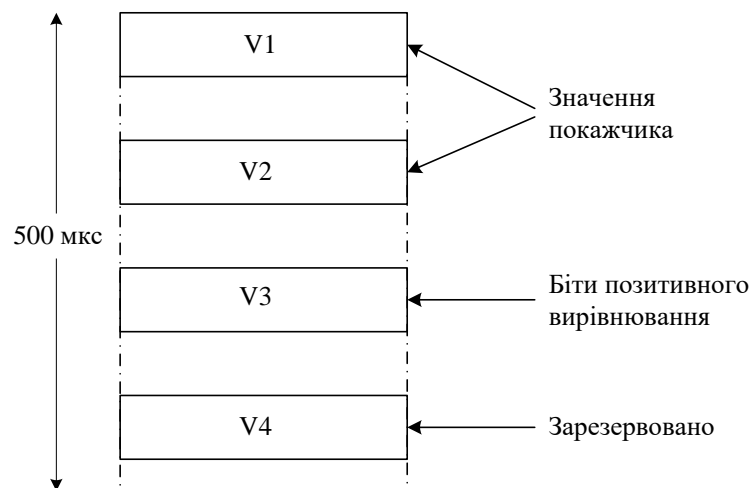 V1
Значення
покажчика
V2
500 мкс
V3
Біти позитивного
вирівнювання
V4
Зарезервовано